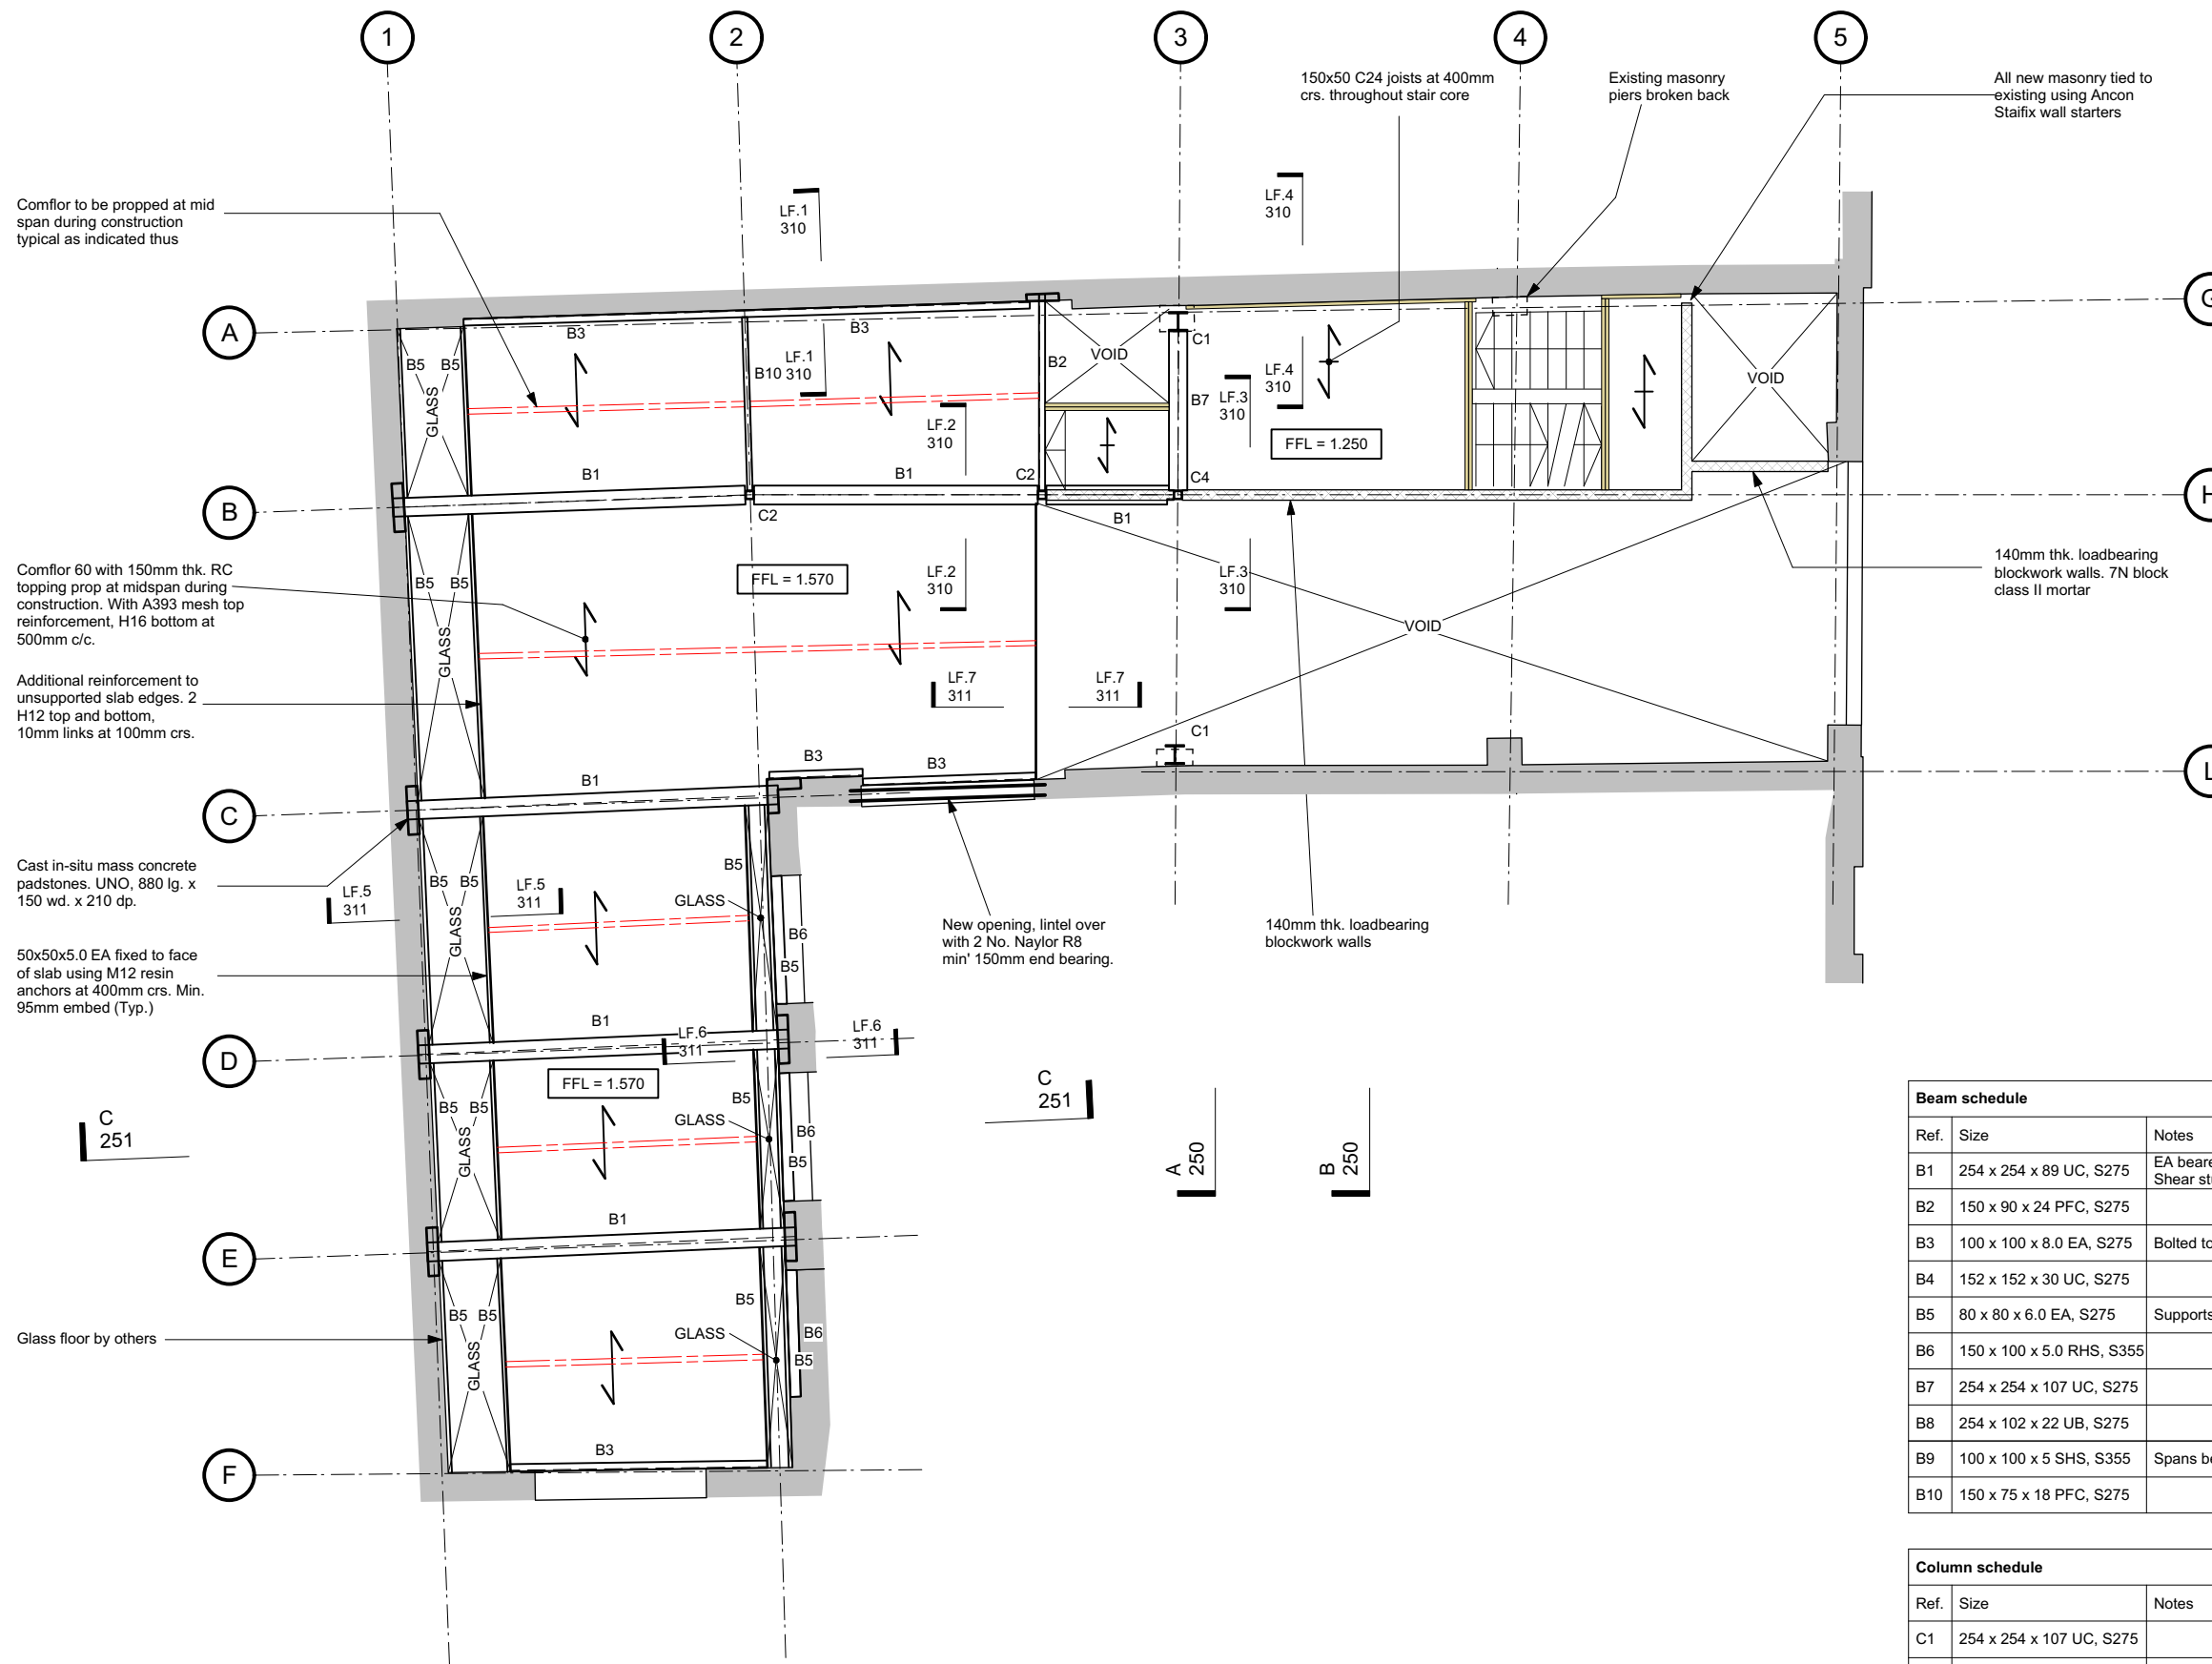 1
2
3
4
5
150x50 C24 joists at 400mm
crs. throughout stair core
Existing masonry
piers broken back
All new masonry tied to
existing using Ancon
Staifix wall starters
Comflor to be propped at mid
span during construction
typical as indicated thus
LF.1
310
LF.4
310
A
G
B3
B3
B5
B5
GLASS
B10
LF.1
310
B2
VOID
C1
B7
LF.4
310
LF.3
310
VOID
LF.2
310
FFL = 1.250
B1
B1
C2
C4
B
H
C2
B1
Comflor 60 with 150mm thk. RC
topping prop at midspan during
construction. With A393 mesh top
reinforcement, H16 bottom at
500mm c/c.
B5
B5
GLASS
FFL = 1.570
LF.2
310
LF.3
310
140mm thk. loadbearing
blockwork walls. 7N block
class II mortar
VOID
Additional reinforcement to
unsupported slab edges. 2
H12 top and bottom,
10mm links at 100mm crs.
LF.7
311
LF.7
311
C1
B3
B3
B1
C
L
Cast in-situ mass concrete
padstones. UNO, 880 lg. x
150 wd. x 210 dp.
LF.5
311
B5
B5
GLASS
LF.5
311
B5
GLASS
B6
B5
New opening, lintel over
with 2 No. Naylor R8
min' 150mm end bearing.
140mm thk. loadbearing
blockwork walls
50x50x5.0 EA fixed to face
of slab using M12 resin
anchors at 400mm crs. Min.
95mm embed (Typ.)
B1
LF.6
311
LF.6
311
D
FFL = 1.570
C
251
C
251
B5
B5
GLASS
B5
GLASS
B6
B5
A
250
B
250
B1
E
B5
B5
GLASS
B5
GLASS
B6
B5
Glass floor by others
B3
F
Beam schedule
Ref. Size Notes
B1 254 x 254 x 89 UC, S275
B2 150 x 90 x 24 PFC, S275
B3 100 x 100 x 8.0 EA, S275 Bolted to
B4 152 x 152 x 30 UC, S275
B5 80 x 80 x 6.0 EA, S275 Supports
B6 150 x 100 x 5.0 RHS, S355
B7 254 x 254 x 107 UC, S275
B8 254 x 102 x 22 UB, S275
B9 100 x 100 x 5 SHS, S355 Spans
B10 150 x 75 x 18 PFC, S275
Column schedule
Ref. Size Notes
C1 254 x 254 x 107 UC, S275